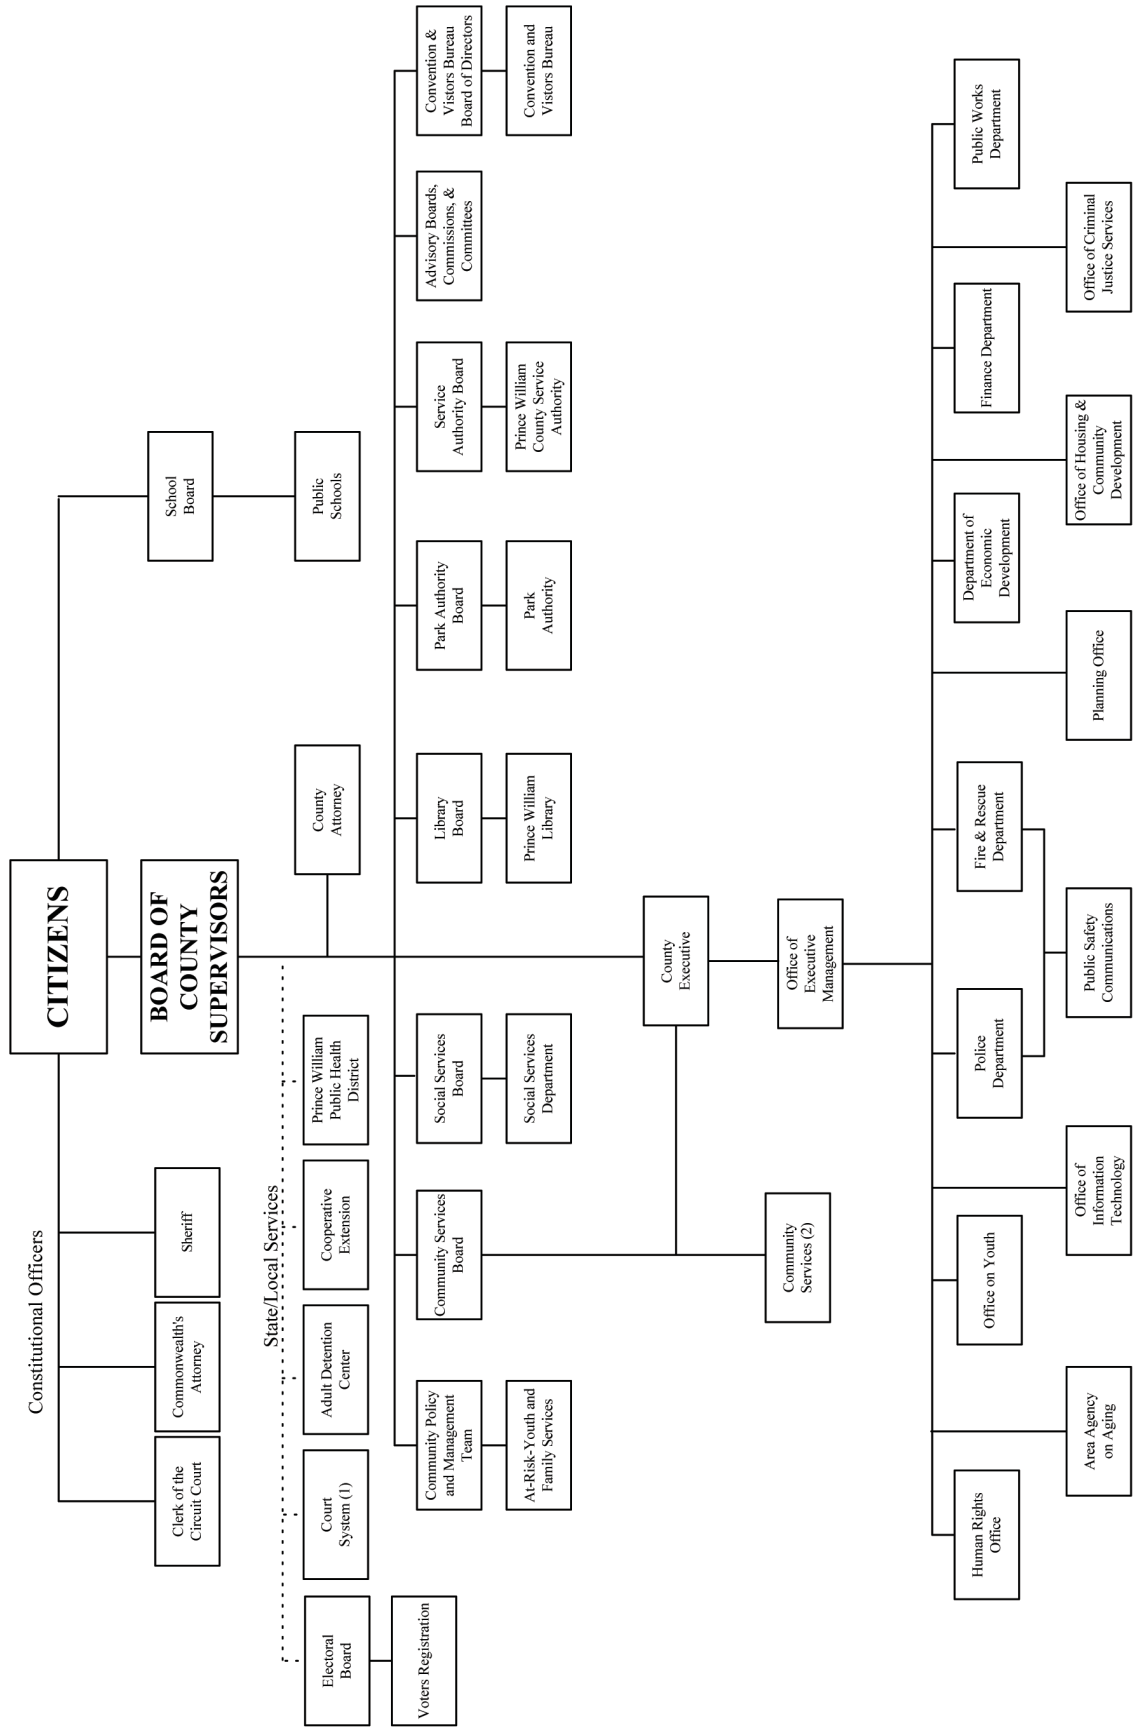 CITIZENS
Constitutional Officers
BOARD OF
COUNTY
SUPERVISORS
Clerk of the
Circuit Court
Commonwealth's
Attorney
Sheriff
School
Board
State/Local Services
Electoral
Board
Court
System (1)
Adult Detention
Center
Cooperative
Extension
Prince William
Public Health
District
County
Attorney
Public
Schools
Voters Registration
Community Policy
and Management
Team
Community Services
Board
Social Services
Board
Library
Board
Park Authority
Board
Service
Authority Board
Advisory Boards,
Commissions, &
Committees
Convention &
Vistors Bureau
Board of Directors
At-Risk-Youth and
Family Services
Social Services
Department
Prince William
Library
Park
Authority
Prince William
County Service
Authority
Convention and
Vistors Bureau
County
Executive
Community
Services (2)
Office of
Executive
Management
Human Rights
Office
Office on Youth
Police
Department
Fire & Rescue
Department
Department of
Economic
Development
Finance Department
Public Works
Department
Area Agency
on Aging
Office of
Information
Technology
Public Safety
Communications
Planning Office
Office of Housing &
Community
Development
Office of Criminal
Justice Services